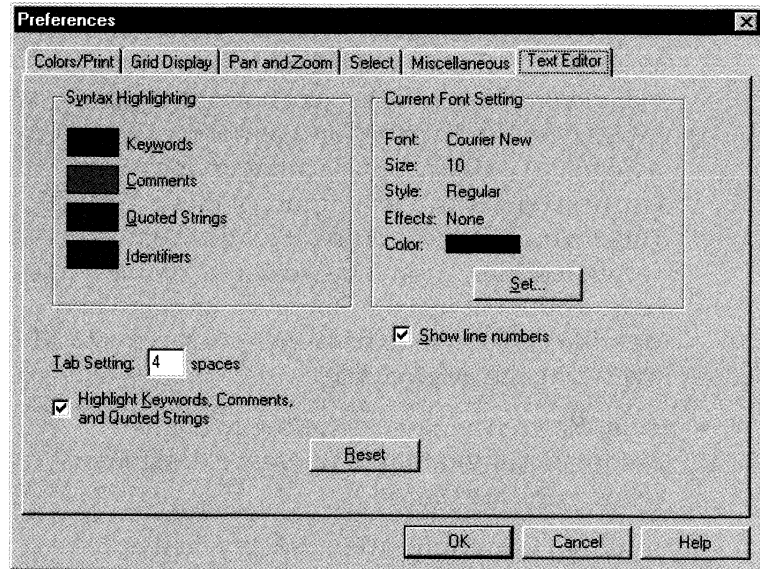 Preferences
Colors/Print Grid Display Pan and Zoom Select Miscellaneous Text Editor
Syntax Highlighting
Keywords
Comments
Quoted Strings
Identifiers
Current Font Setting
Font: Courier New
Size: 10
Style: Regular
Effects: None
Color:
Set...
Show line numbers
Tab Setting: 4 spaces
Highlight Keywords, Comments,
and Quoted Strings
Reset
OK Cancel Help